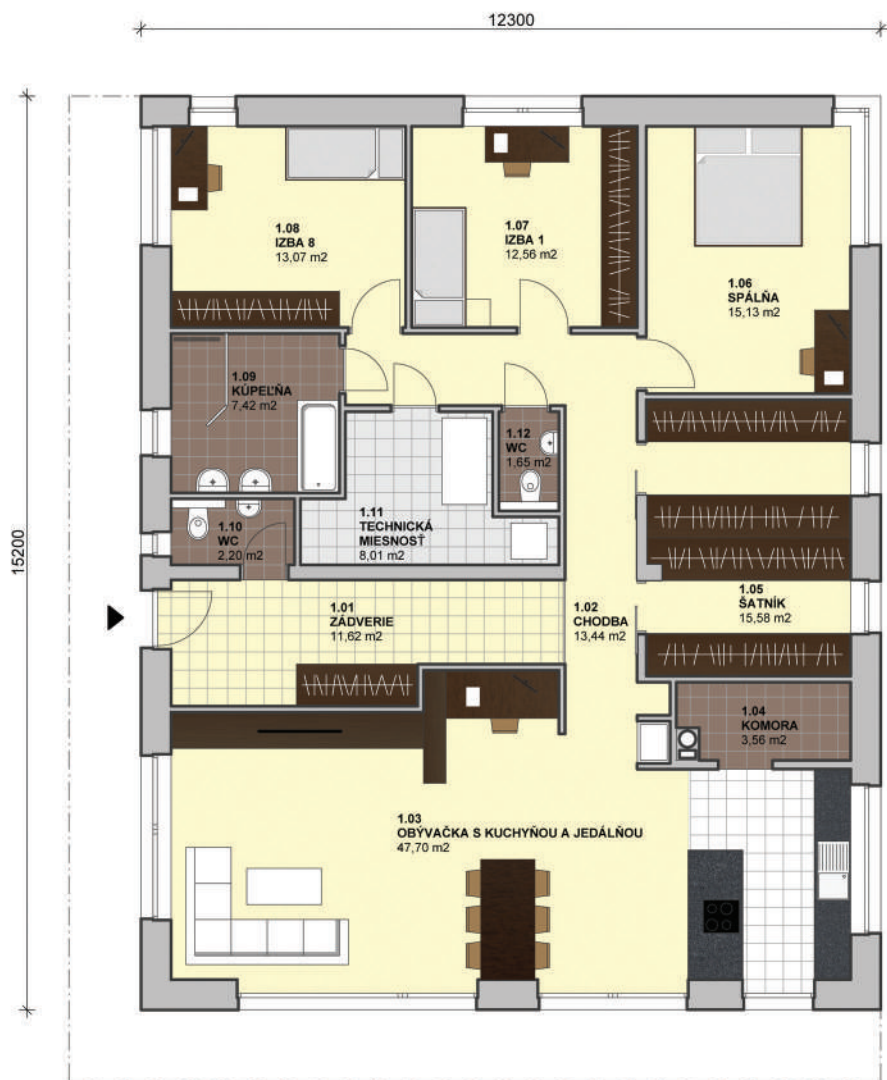 12300
15200
1.08
IZBA 8
13,07 m2
1.07
IZBA 1
12,56 m2
1.06
SPÁLŇA
15,13 m2
1.09
KÚPEĽŇA
7,42 m2
1.12
WC
1,65 m2
1.11
TECHNICKÁ
MIESNOSŤ
8,01 m2
1.10
WC
2,20 m2
1.05
ŠATNÍK
15,58 m2
1.01
ZÁDVERIE
11,62 m2
1.02
CHODBA
13,44 m2
1.04
KOMORA
3,56 m2
1.03
OBÝVAČKA S KUCHYŇOU A JEDÁLŇOU
47,70 m2